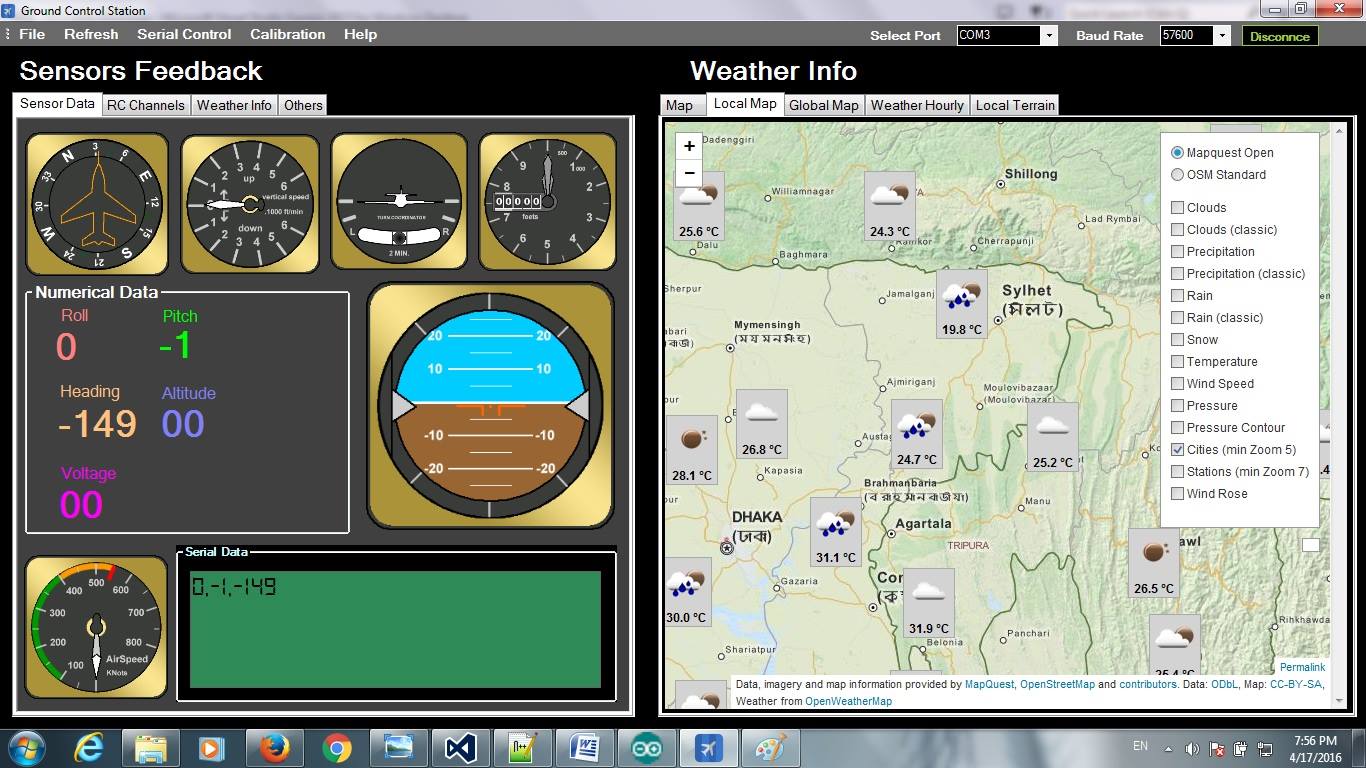 Ground Control Station
File Refresh Serial Control Calibration Help
Select Port COM3 Baud Rate 57600 Disconnce
Sensors Feedback
Sensor Data RC Channels Weather Info Others
N 3 6 E 12 15 S 21 24 W 30 33
1 2 3 4 5 6 up
vertical speed
.1000 ft/min
down
1 2 3 4 5 6
TURN COORDINATOR
L R
2 MIN.
9 500 1000
8 1
00000 2
7 feets 3
6 5 4
Numerical Data
Roll Pitch
0 -1
Heading Altitude
-149 00
Voltage
00
20 20
10 10
-10 -10
-20 -20
400 500 600
300 700
200 800
100 AirSpeed
KNots
Serial Data
0,-1,-149
Weather Info
Map Local Map Global Map Weather Hourly Local Terrain
+
−
Dadenggiri
Shillong
Williamnagar
Lad Rymbai
25.6 °C
24.3 °C
Dalu
Cherrapunji
Baghmara
Sherpur
Jamalganj
Sylhet
(সিলট)
19.8 °C
Mymensingh
Ajmiriganj
Moulovibazaar
(Moulovibazar)
26.8 °C
28.1 °C
24.7 °C
25.2 °C
Kapasia
Brahmanbaria
Manu
DHAKA
(ঢাকা)
Agartala
TRIPURA
31.1 °C
Gazaria
30.0 °C
31.9 °C
26.5 °C
Panchari
Belonia
Shariatpur
Rihkhawda
25.4 °C
Mapquest Open
OSM Standard
Clouds
Clouds (classic)
Precipitation
Precipitation (classic)
Rain
Rain (classic)
Snow
Temperature
Wind Speed
Pressure
Pressure Contour
Cities (min Zoom 5)
Stations (min Zoom 7)
Wind Rose
Permalink
Data, imagery and map information provided by MapQuest, OpenStreetMap and contributors. Data: ODbL, Map: CC-BY-SA,
Weather from OpenWeatherMap
EN
7:56 PM
4/17/2016